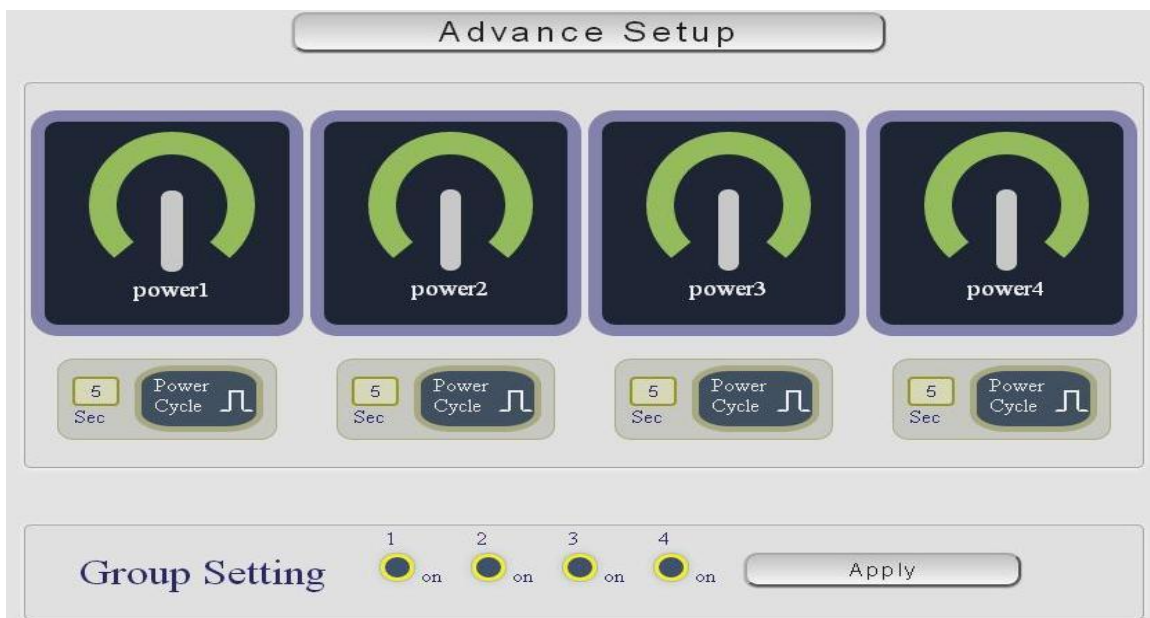 Advance Setup
power1
power2
power3
power4
5
Sec
Power
Cycle
5
Sec
Power
Cycle
5
Sec
Power
Cycle
5
Sec
Power
Cycle
Group Setting
1
on
2
on
3
on
4
on
Apply